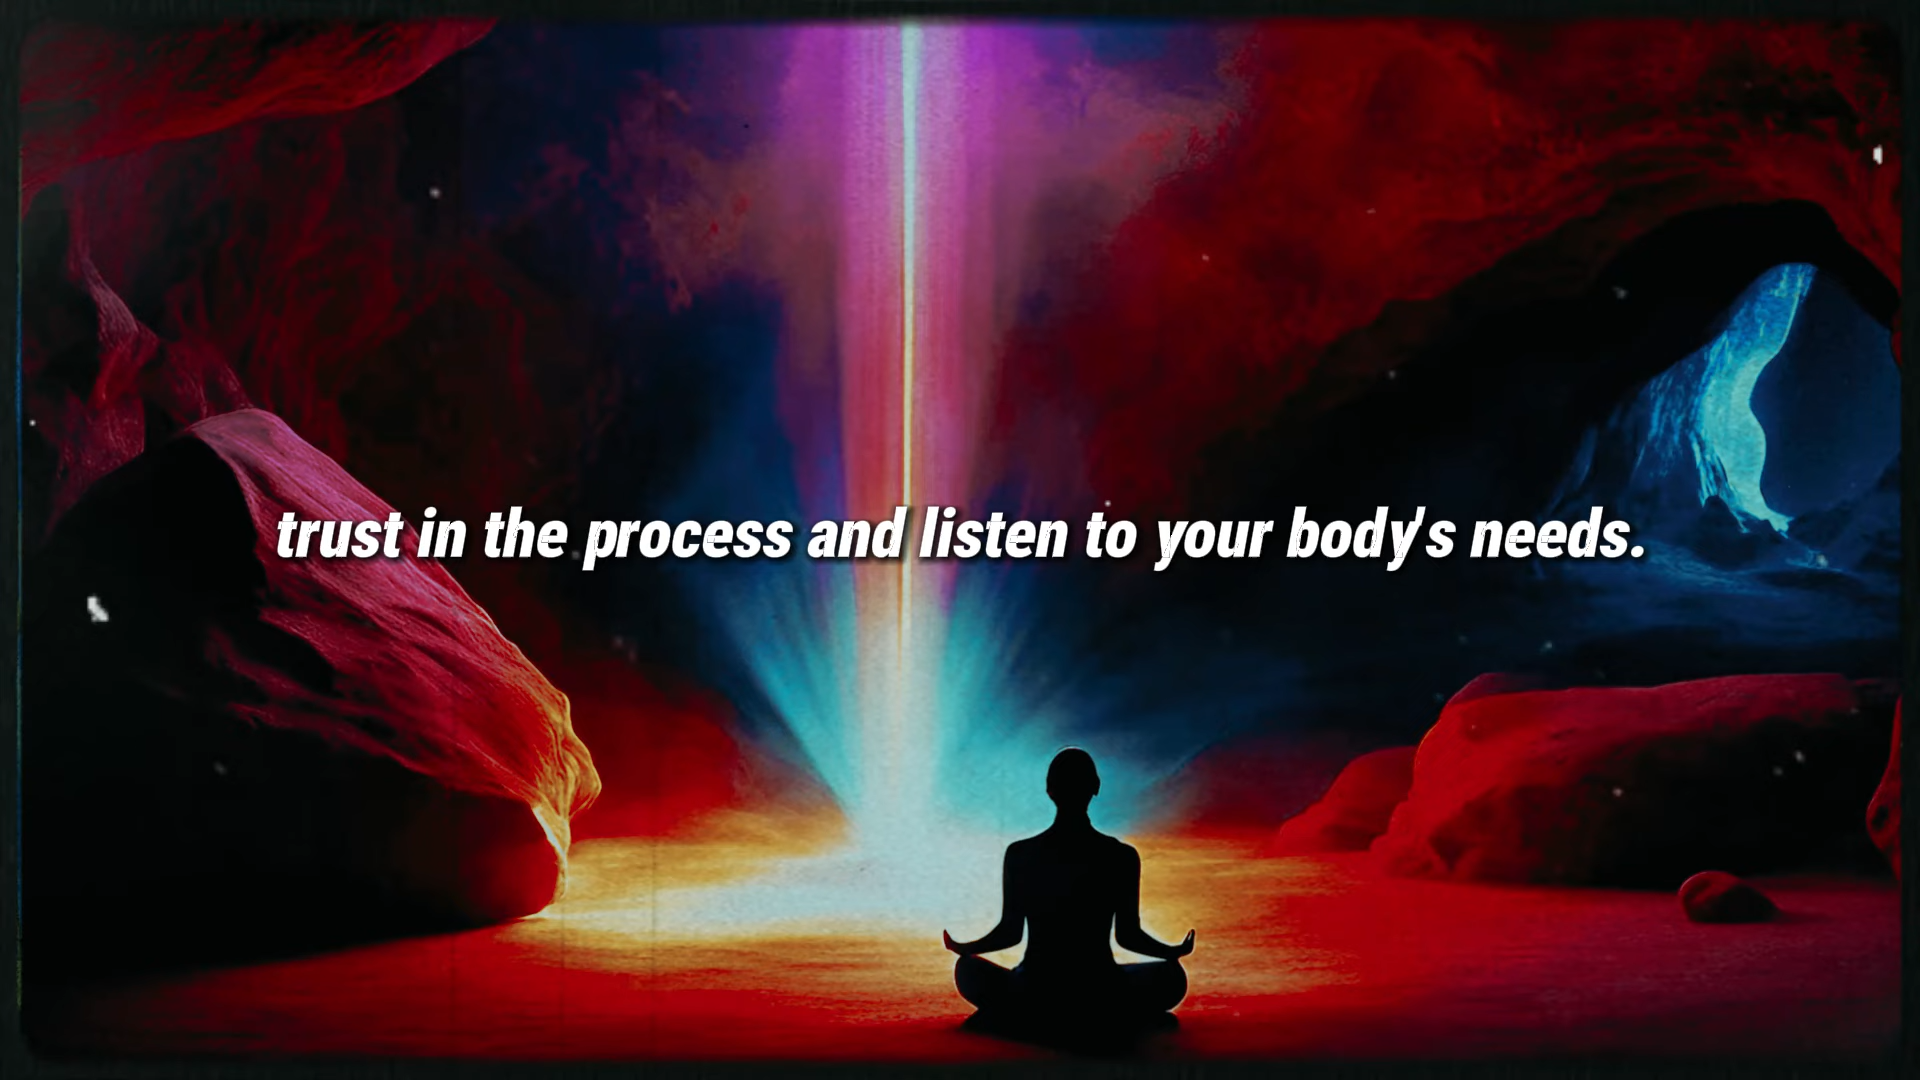 trust in the process and listen to your body's needs.